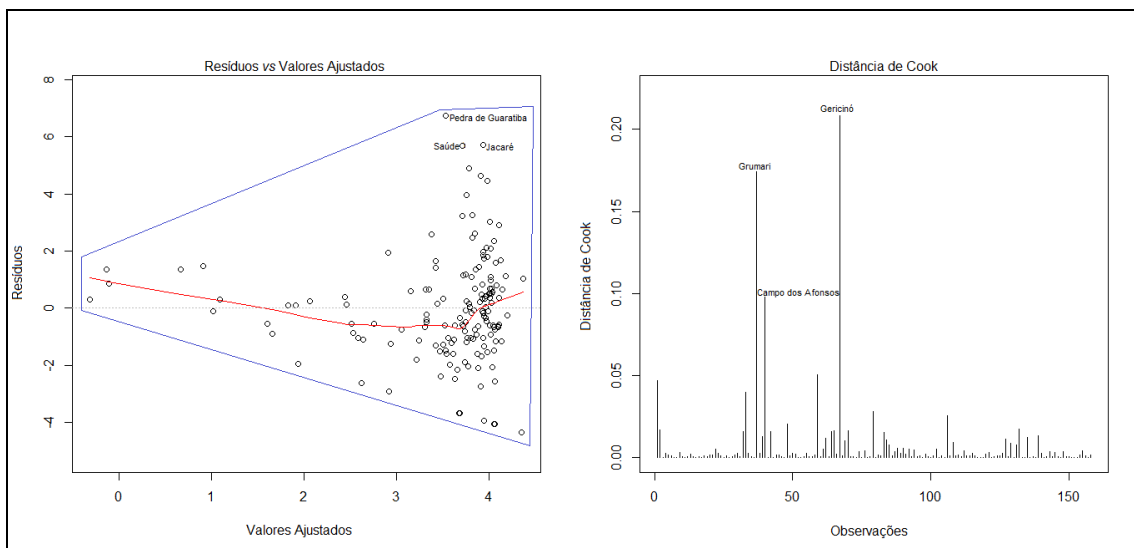 Resíduos vs Valores Ajustados
8
6
4
2
0
-2
-4
Resíduos
Pedra de Guaratiba
Saúde
Jacaré
0 1 2 3 4
Valores Ajustados
Distância de Cook
0.20
0.15
0.10
0.05
0.00
Distância de Cook
Gericinó
Grumari
Campo dos Afonsos
0 50 100 150
Observações